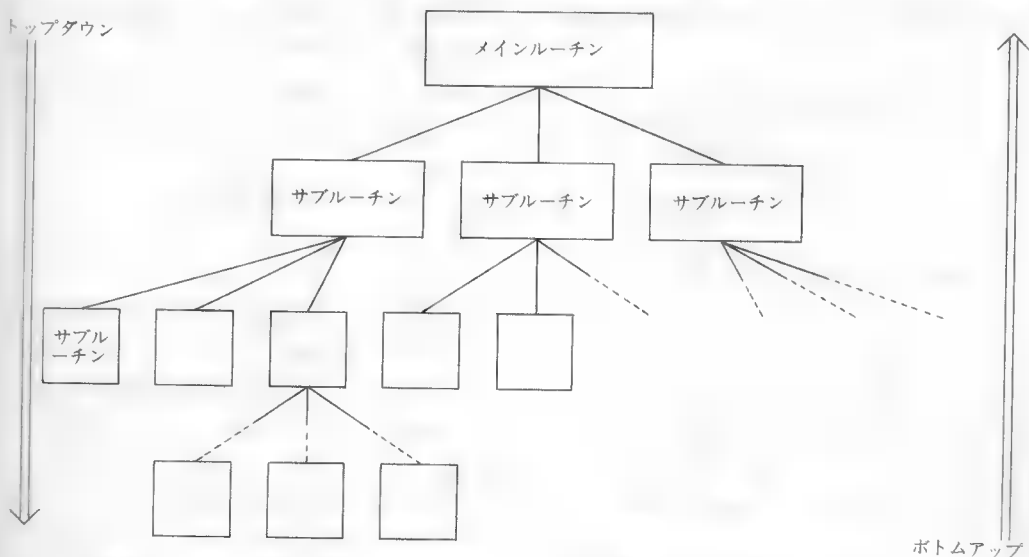 トップダウン
メインルーチン
サブルーチン
サブルーチン
サブルーチン
サブル
ーチン
ボトムアップ